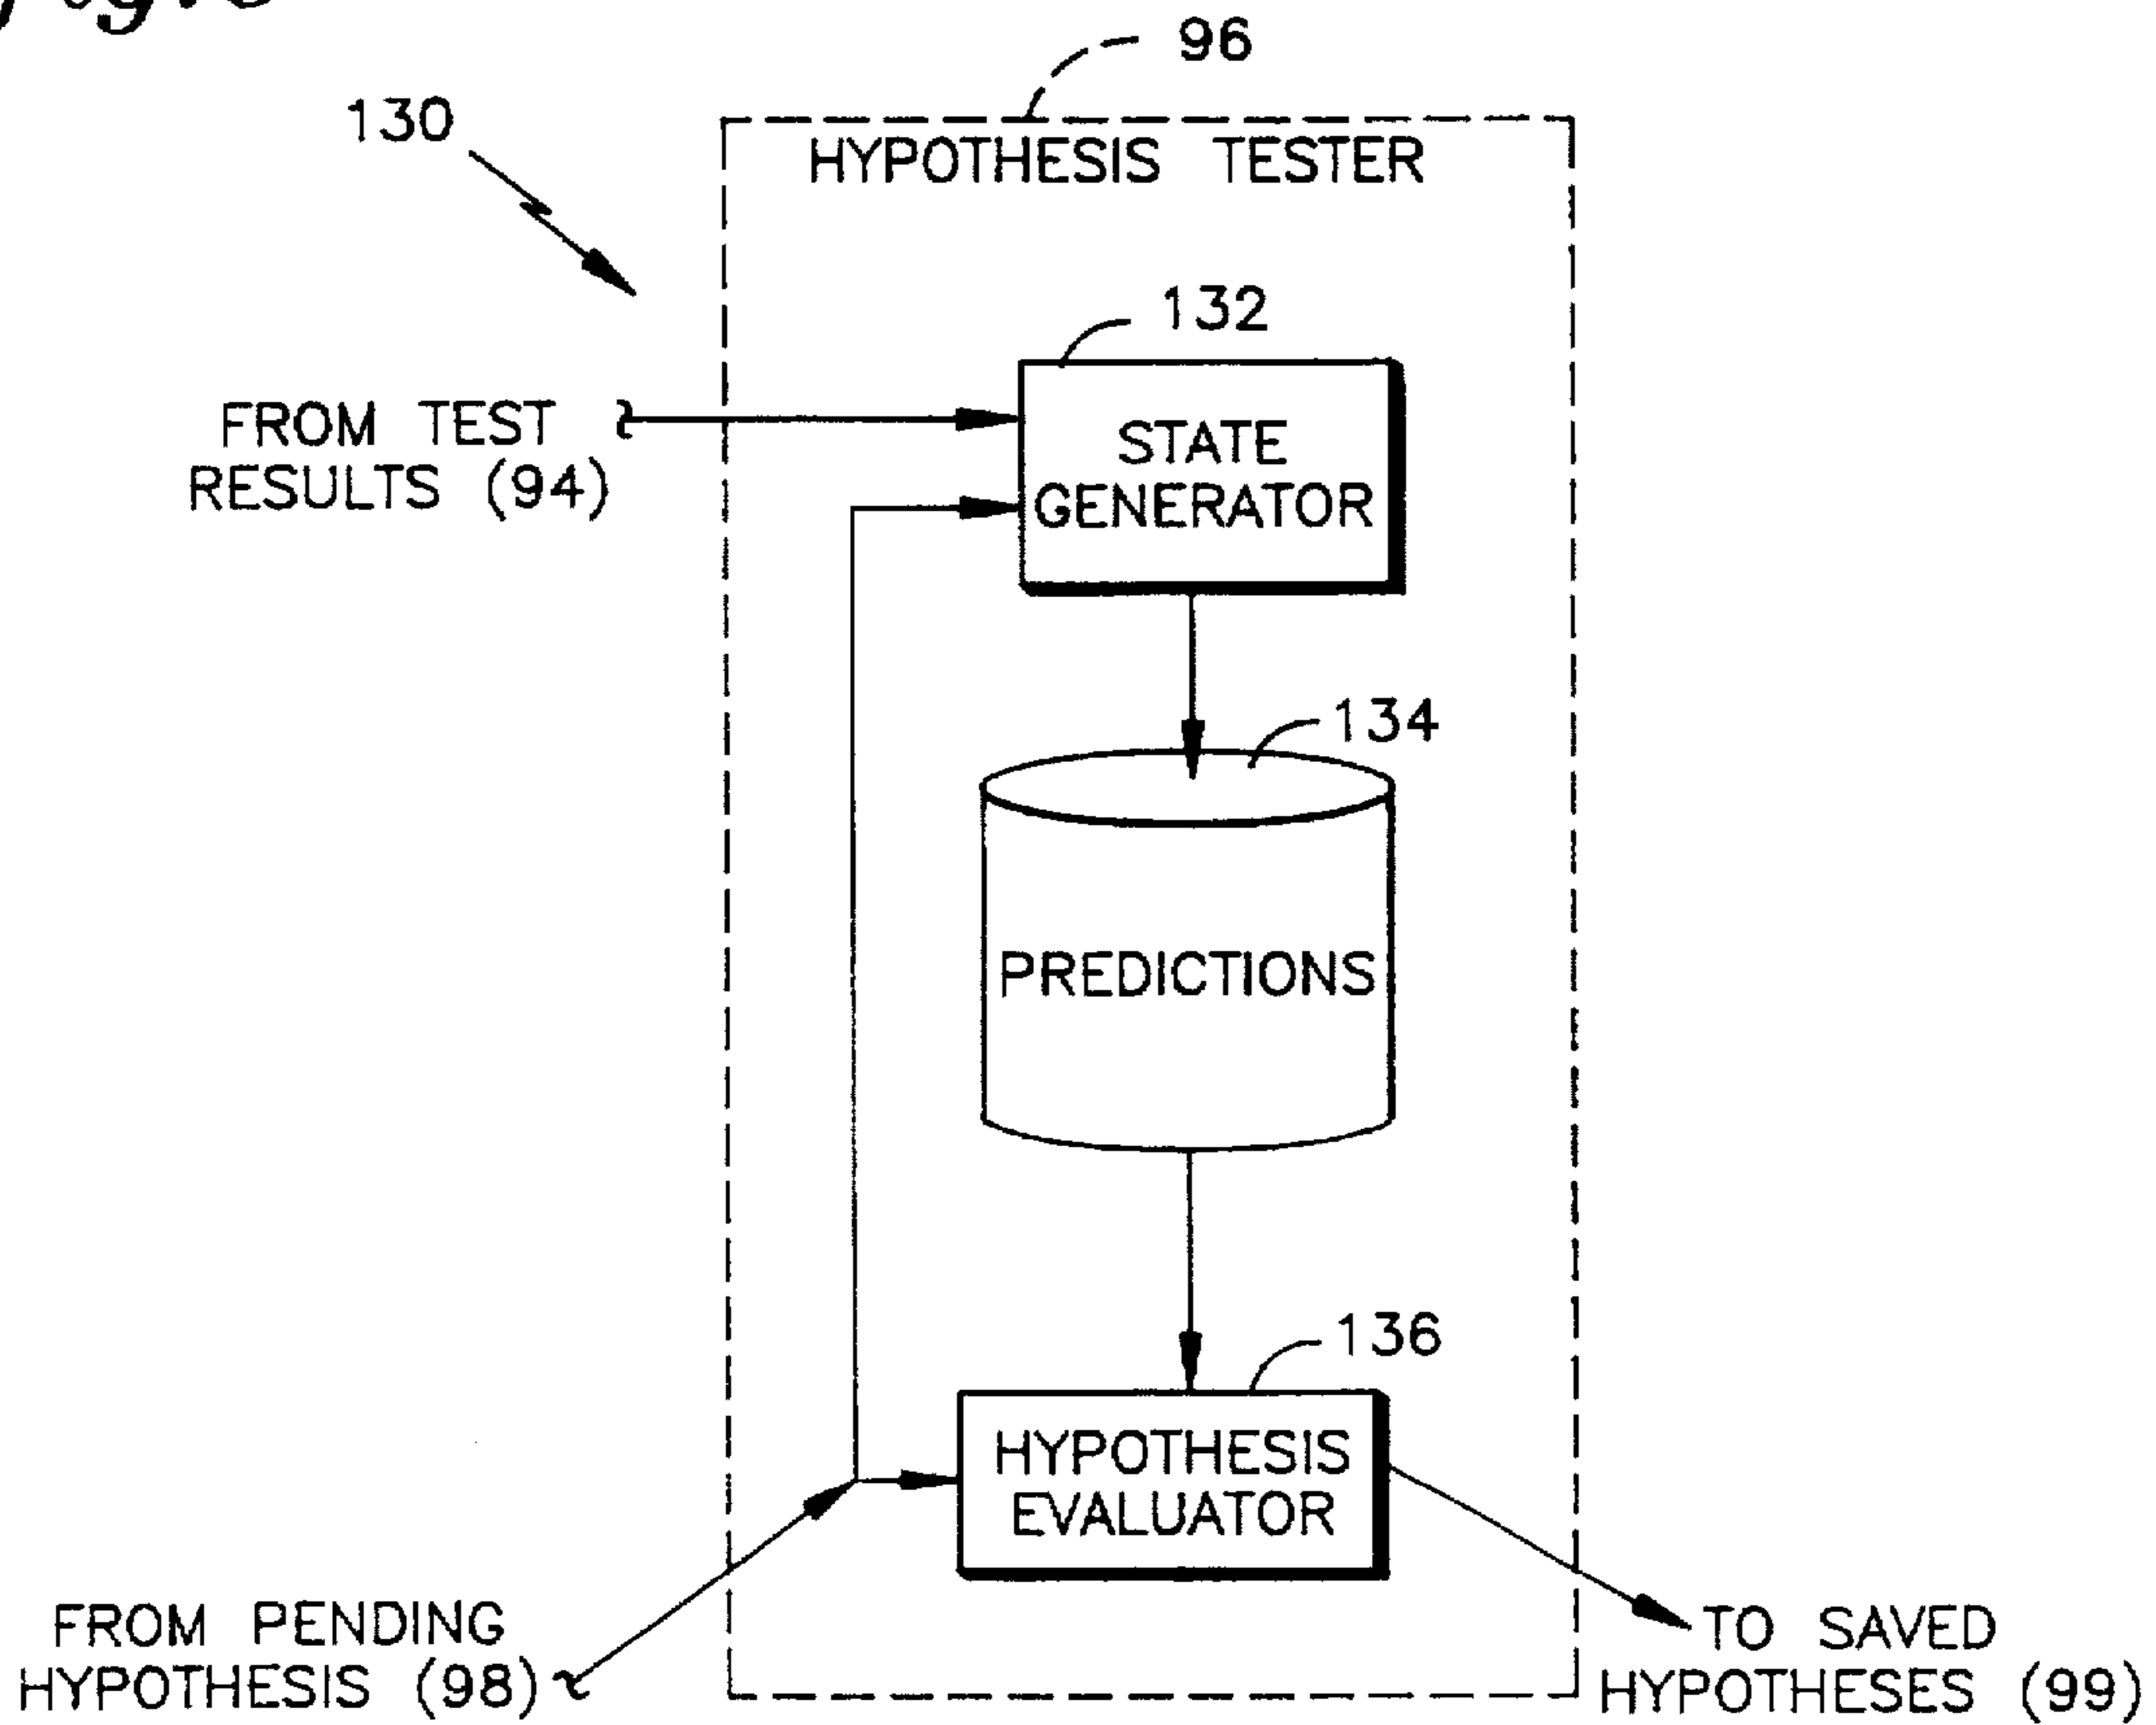 96
130
HYPOTHESIS TESTER
132
FROM TEST
RESULTS (94)
STATE
GENERATOR
134
PREDICTIONS
136
HYPOTHESIS
EVALUATOR
FROM PENDING
HYPOTHESIS (98)
TO SAVED
HYPOTHESES (99)